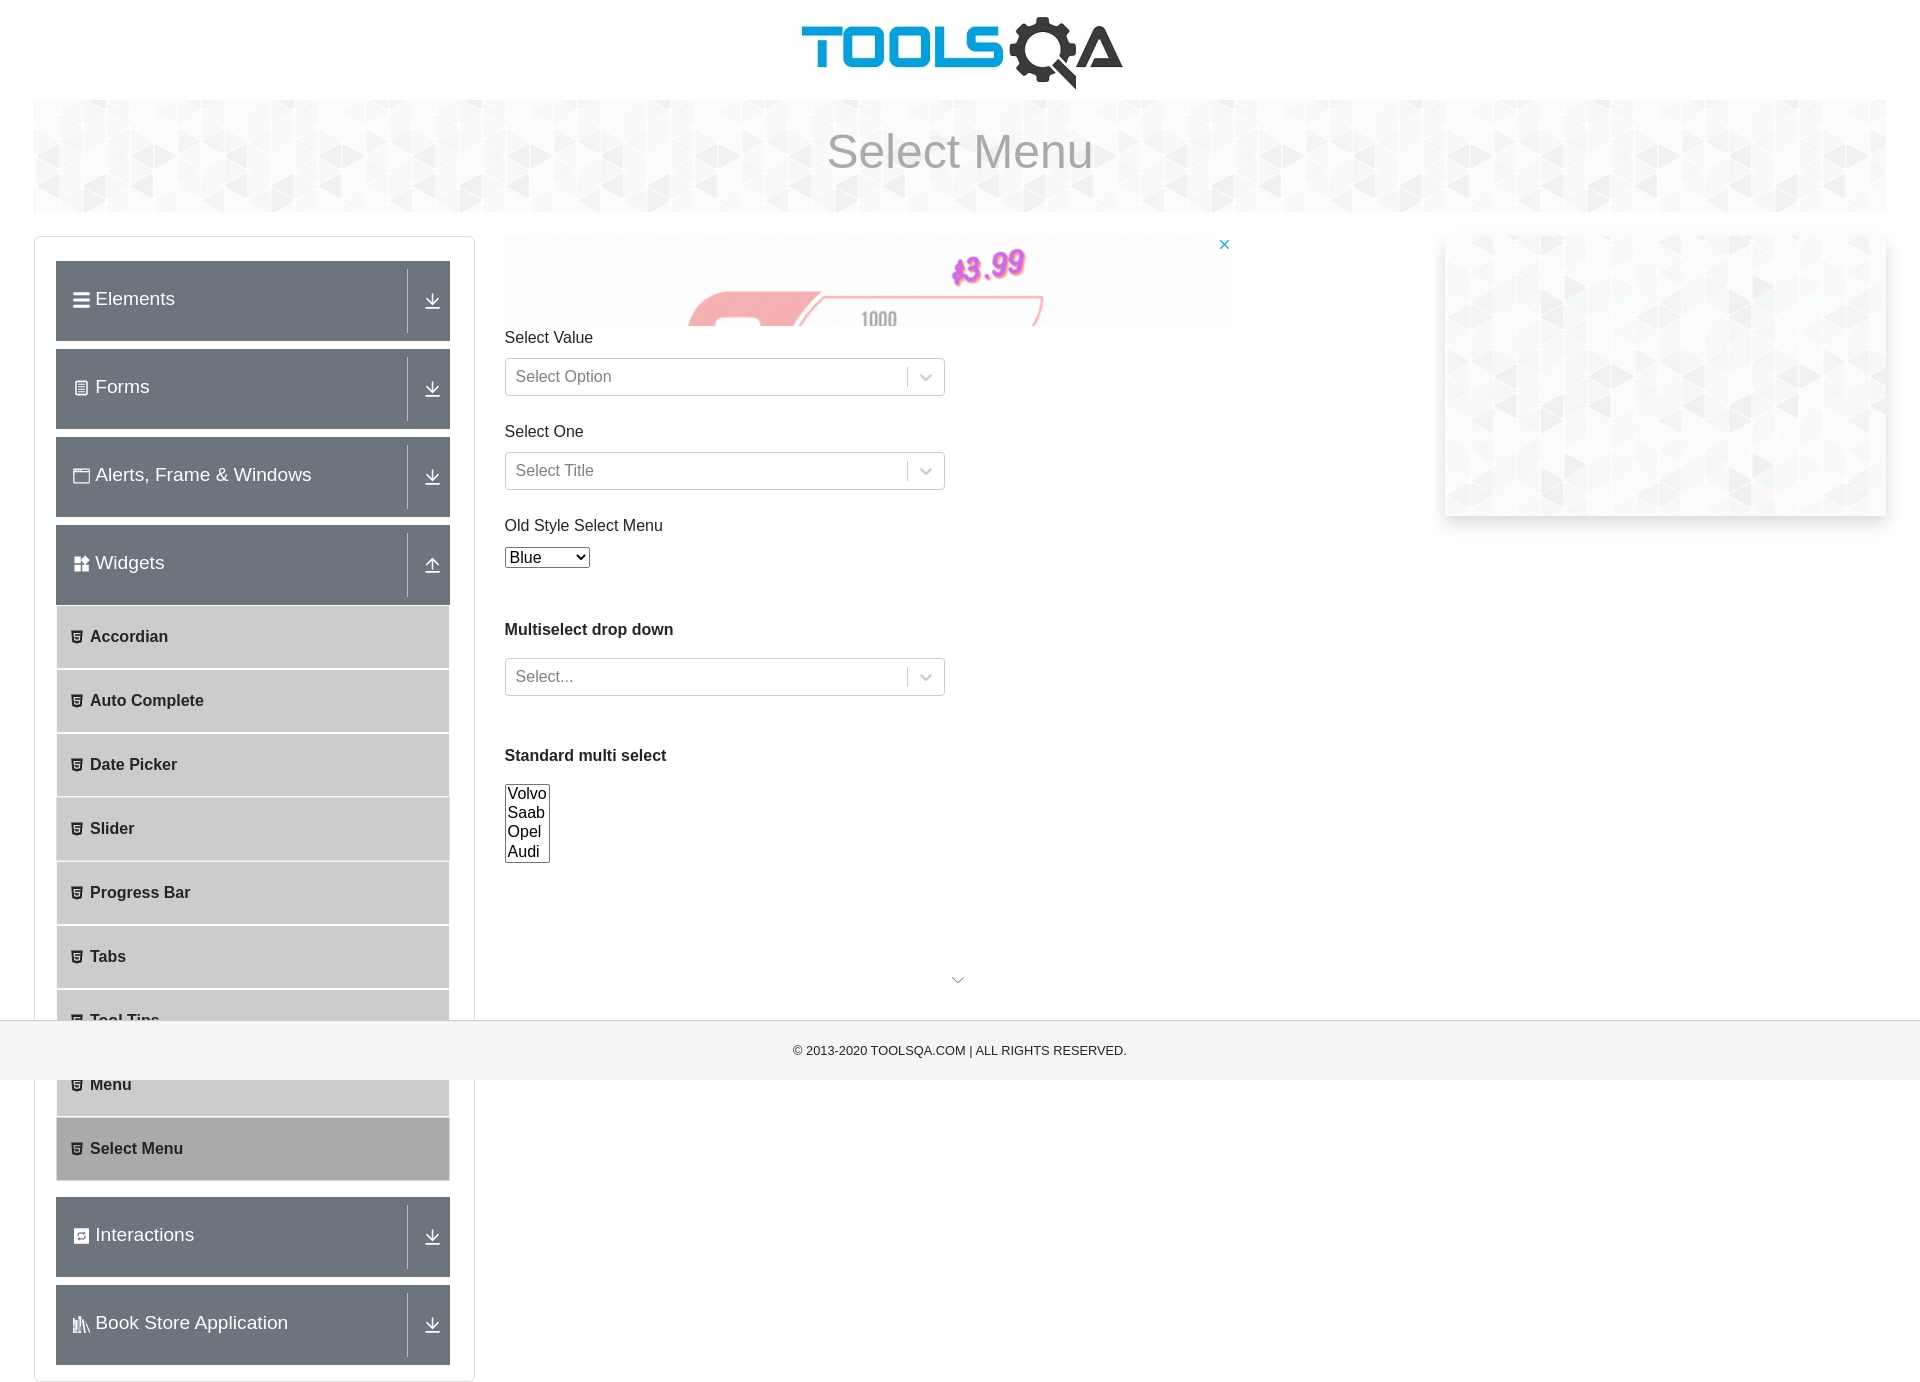 TOOLSQA
Select Menu
Elements
Forms
Alerts, Frame & Windows
Widgets
Accordian
Auto Complete
Date Picker
Slider
Progress Bar
Tabs
Tool Tips
Menu
Select Menu
Interactions
Book Store Application
$3.99
1000
Select Value
Select Option
Select One
Select Title
Old Style Select Menu
Blue
Multiselect drop down
Select...
Standard multi select
Volvo
Saab
Opel
Audi
© 2013-2020 TOOLSQA.COM | ALL RIGHTS RESERVED.